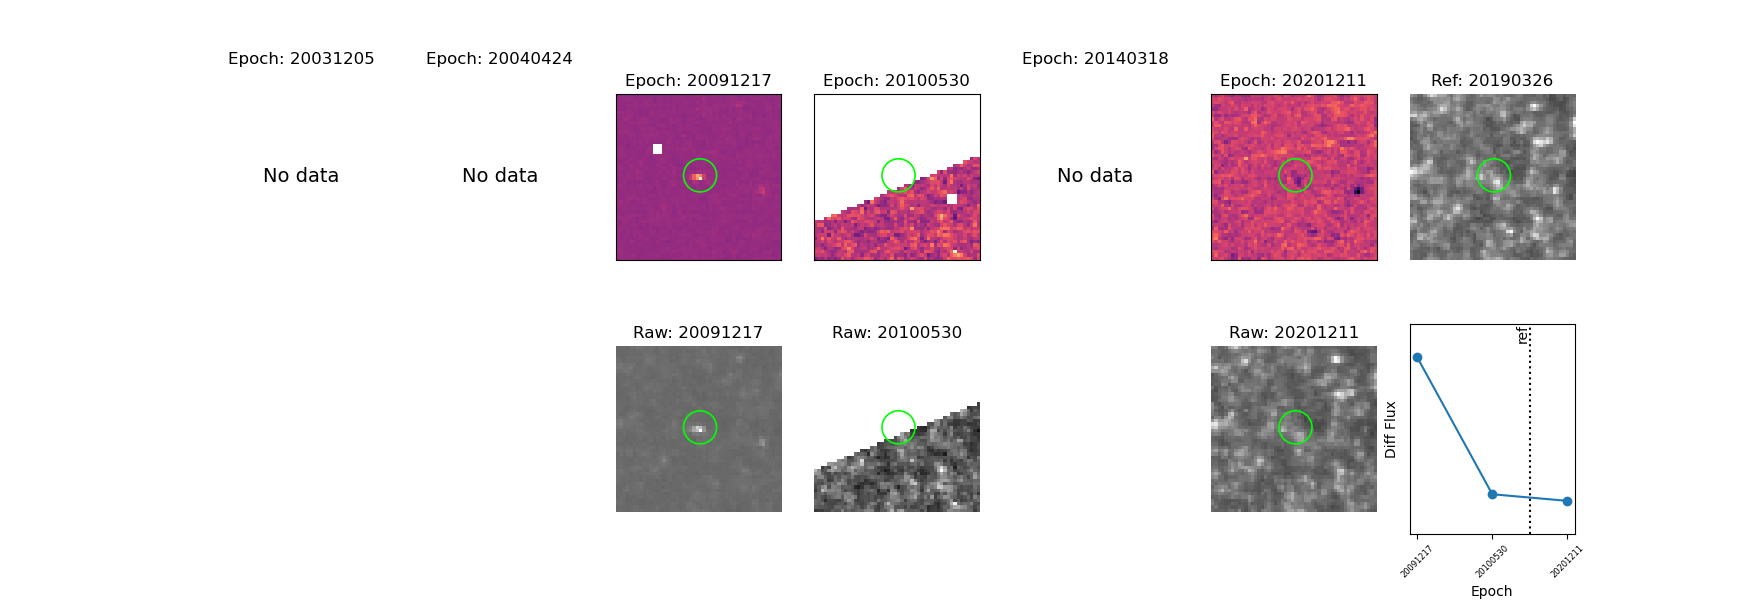 Epoch: 20031205
Epoch: 20040424
Epoch: 20140318
Epoch: 20091217
Epoch: 20100530
Epoch: 20201211
Ref: 20190326
No data
No data
No data
Raw: 20091217
Raw: 20100530
Raw: 20201211
ref
Diff Flux
20091217
20100530
20201211
Epoch